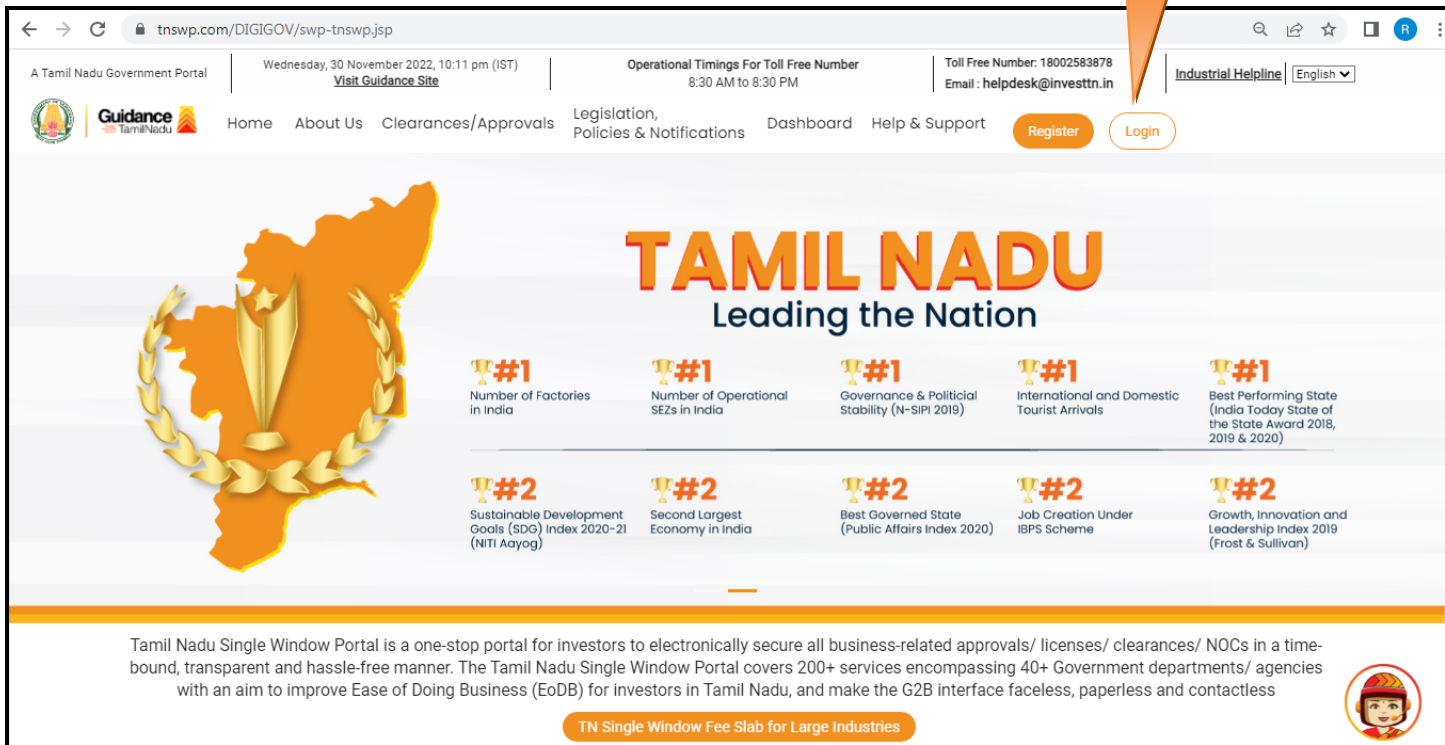 tnswp.com/DIGIGOV/swp-tnswp.jsp
R
A Tamil Nadu Government Portal
Wednesday, 30 November 2022, 10:11 pm (IST)
Visit Guidance Site
Operational Timings For Toll Free Number
8:30 AM to 8:30 PM
Toll Free Number: 18002583878
Email : helpdesk@investtn.in
Industrial Helpline
English
Guidance
TamilNadu
Home
About Us
Clearances/Approvals
Legislation,
Policies & Notifications
Dashboard
Help & Support
Register
Login
TAMIL NADU
Leading the Nation
#1
Number of Factories
in India
#1
Number of Operational
SEZs in India
#1
Governance & Politicial
Stability (N-SIPI 2019)
#1
International and Domestic
Tourist Arrivals
#1
Best Performing State
(India Today State of
the State Award 2018,
2019 & 2020)
#2
Sustainable Development
Goals (SDG) Index 2020-21
(NITI Aayog)
#2
Second Largest
Economy in India
#2
Best Governed State
(Public Affairs Index 2020)
#2
Job Creation Under
IBPS Scheme
#2
Growth, Innovation and
Leadership Index 2019
(Frost & Sullivan)
Tamil Nadu Single Window Portal is a one-stop portal for investors to electronically secure all business-related approvals/ licenses/ clearances/ NOCs in a time-
bound, transparent and hassle-free manner. The Tamil Nadu Single Window Portal covers 200+ services encompassing 40+ Government departments/ agencies
with an aim to improve Ease of Doing Business (EoDB) for investors in Tamil Nadu, and make the G2B interface faceless, paperless and contactless
TN Single Window Fee Slab for Large Industries